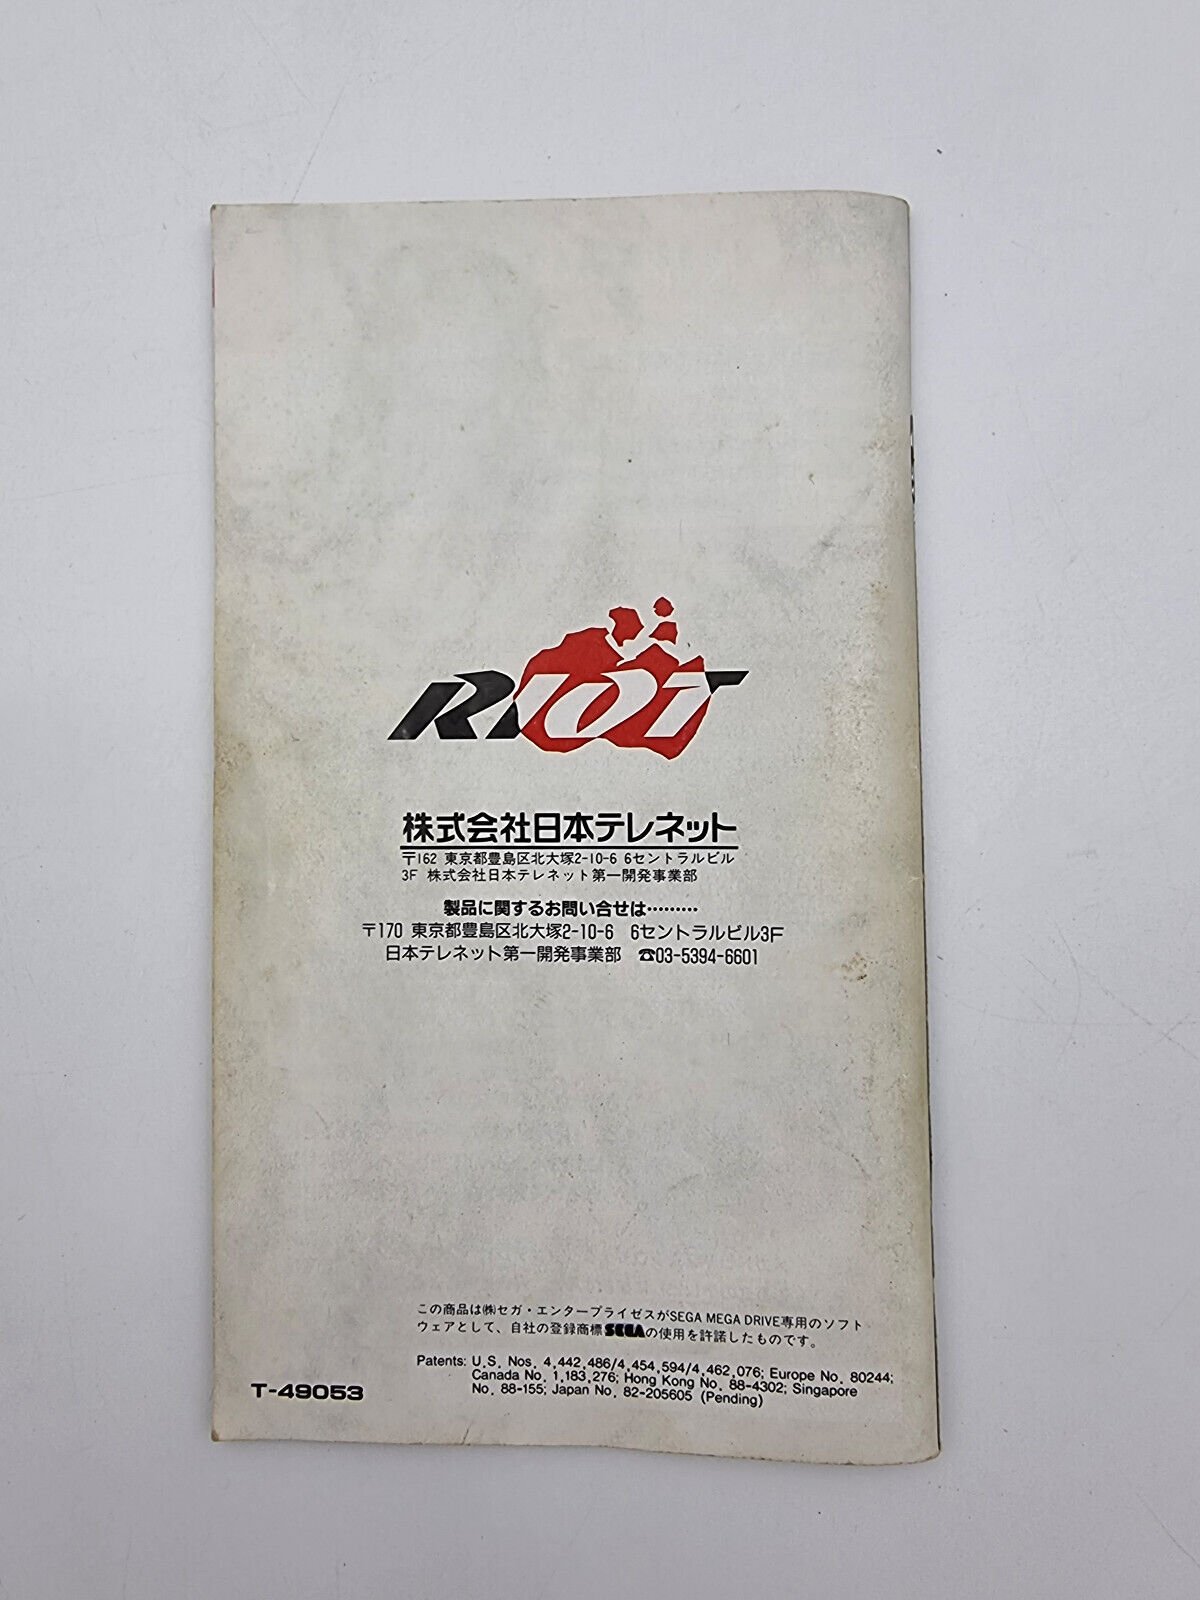 RIOT
株式会社日本テレネット
〒162 東京都豊島区北大塚2-10-6 6セントラルビル
3F 株式会社日本テレネット第一開発事業部
製品に関するお問い合せは………
〒170 東京都豊島区北大塚2-10-6 6セントラルビル3F
日本テレネット第一開発事業部 ☎03-5394-6601
この商品は㈱セガ・エンタープライゼスがSEGA MEGA DRIVE専用のソフト
ウェアとして、自社の登録商標SEGAの使用を許諾したものです。
Patents: U.S. Nos. 4,442,486/4,454,594/4,462,076; Europe No. 80244;
Canada No. 1,183,276; Hong Kong No. 88-4302; Singapore
No. 88-155; Japan No. 82-205605 (Pending)
T-49053